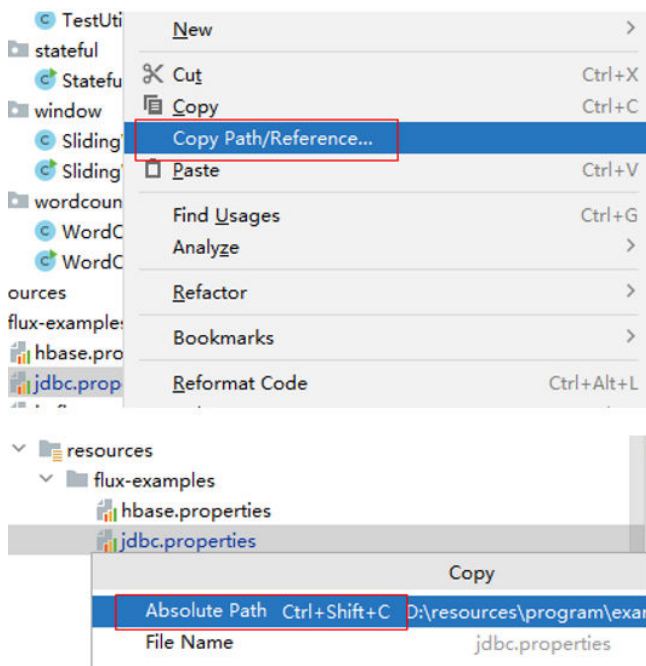 TestUti
New
stateful
Cut Ctrl+X
Statefu
Copy Ctrl+C
window
Copy Path/Reference...
Sliding
Sliding
Paste Ctrl+V
wordcoun
Find Usages Ctrl+G
WordC
Analyze
WordC
ources
Refactor
flux-examples
Bookmarks
hbase.pro
jdbc.prop
Reformat Code Ctrl+Alt+L
resources
flux-examples
hbase.properties
jdbc.properties
Copy
Absolute Path Ctrl+Shift+C D:\resources\program\exar
File Name jdbc.properties